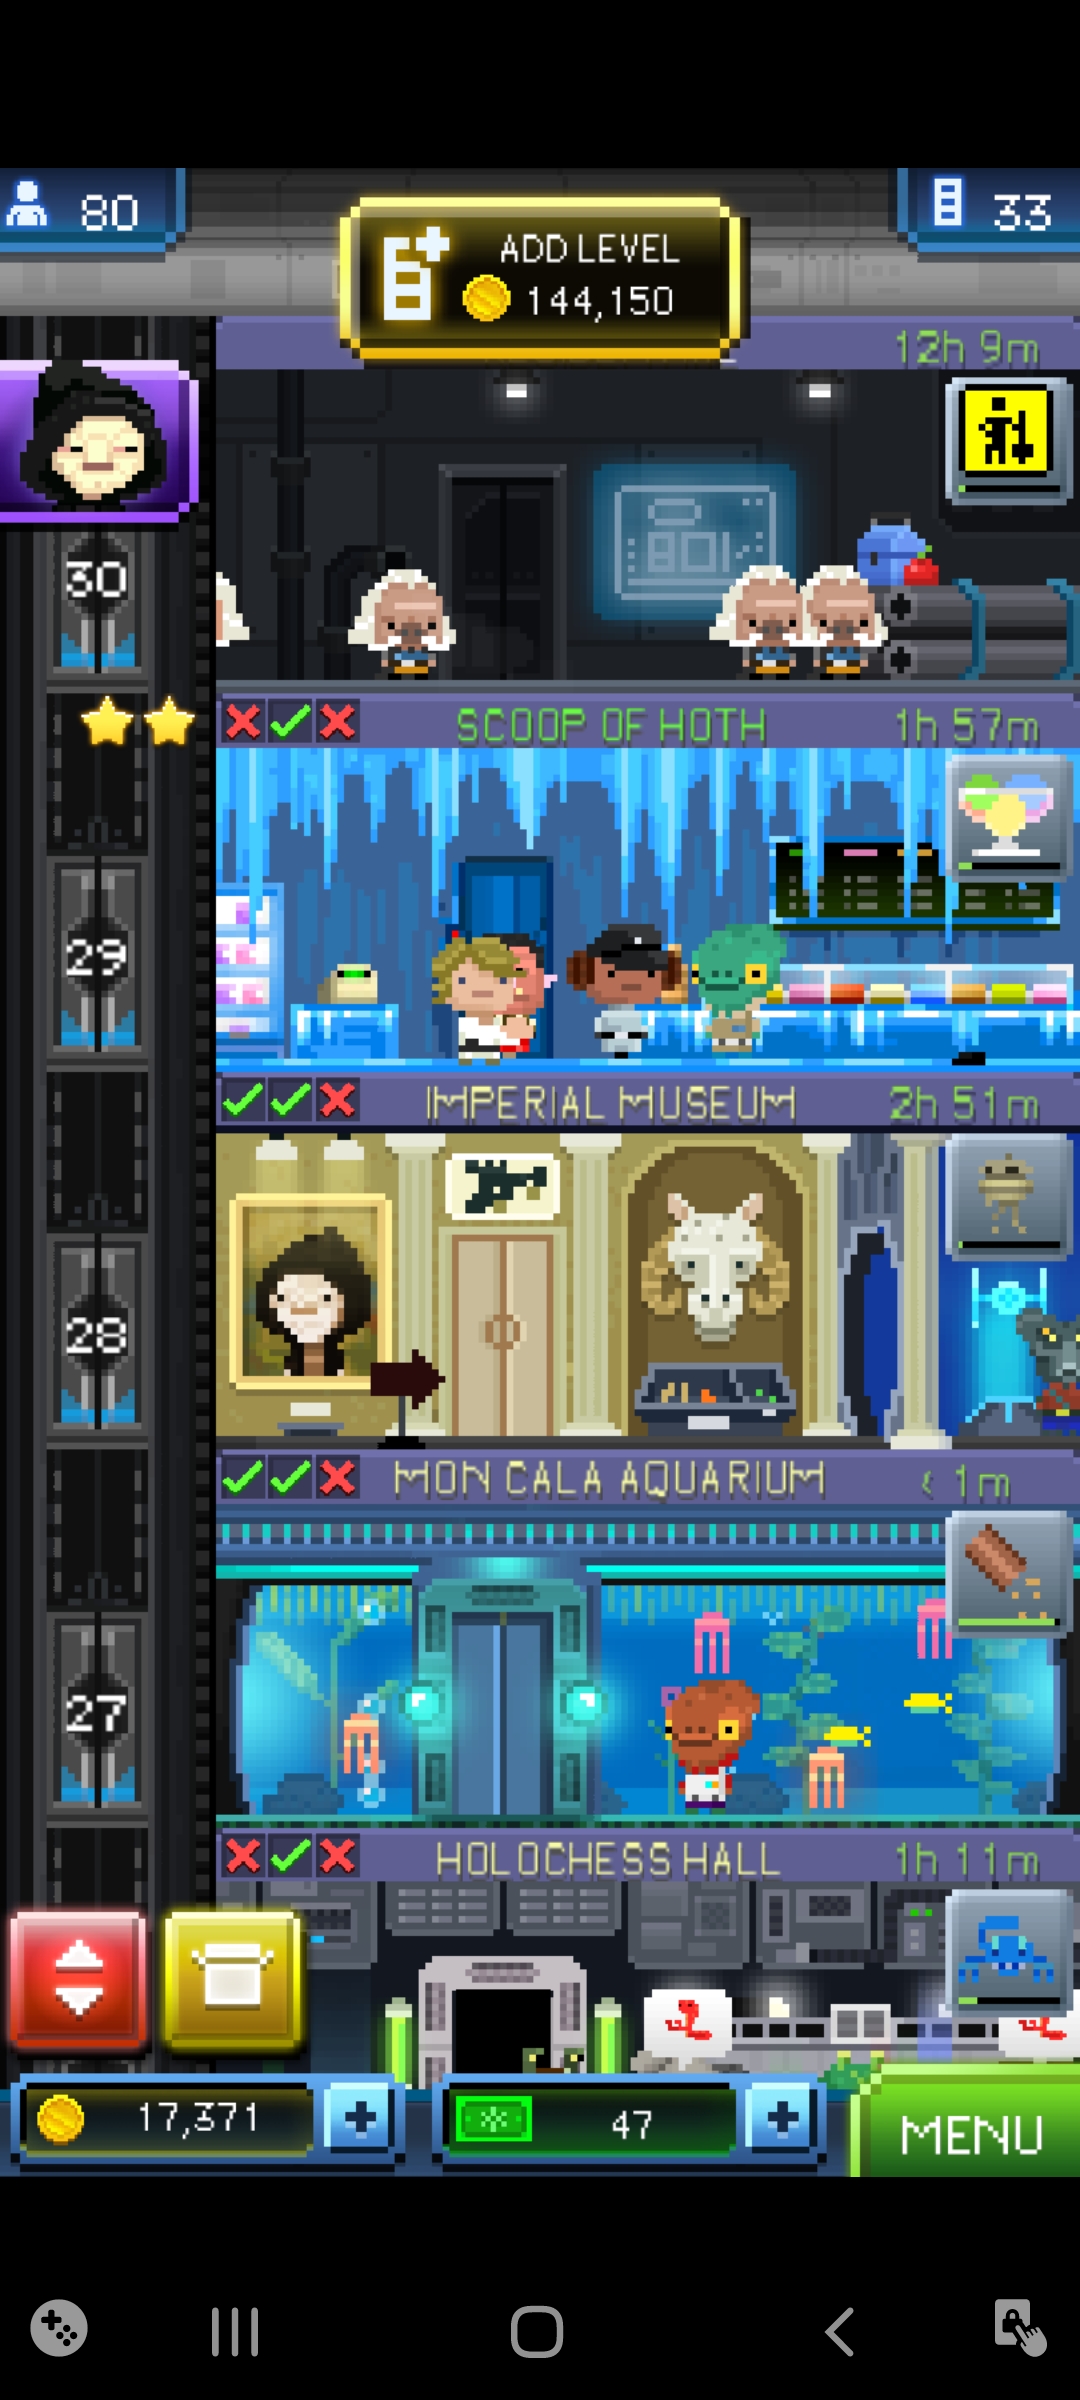 80
ADD LEVEL
144,150
33
12h 9m
30
SCOOP OF HOTH
1h 57m
29
IMPERIAL MUSEUM
2h 51m
28
MON CALA AQUARIUM
< 1m
27
HOLOCHESS HALL
1h 11m
17,371
47
MENU